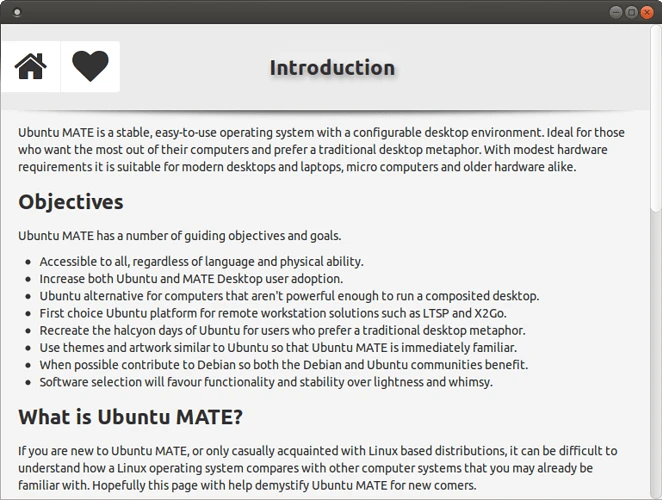 Introduction
Ubuntu MATE is a stable, easy-to-use operating system with a configurable desktop environment. Ideal for those
who want the most out of their computers and prefer a traditional desktop metaphor. With modest hardware
requirements it is suitable for modern desktops and laptops, micro computers and older hardware alike.
Objectives
Ubuntu MATE has a number of guiding objectives and goals.
• Accessible to all, regardless of language and physical ability.
• Increase both Ubuntu and MATE Desktop user adoption.
• Ubuntu alternative for computers that aren't powerful enough to run a composited desktop.
• First choice Ubuntu platform for remote workstation solutions such as LTSP and X2Go.
• Recreate the halcyon days of Ubuntu for users who prefer a traditional desktop metaphor.
• Use themes and artwork similar to Ubuntu so that Ubuntu MATE is immediately familiar.
• When possible contribute to Debian so both the Debian and Ubuntu communities benefit.
• Software selection will favour functionality and stability over lightness and whimsy.
What is Ubuntu MATE?
If you are new to Ubuntu MATE, or only casually acquainted with Linux based distributions, it can be difficult to
understand how a Linux operating system compares with other computer systems that you may already be
familiar with. Hopefully this page with help demystify Ubuntu MATE for new comers.